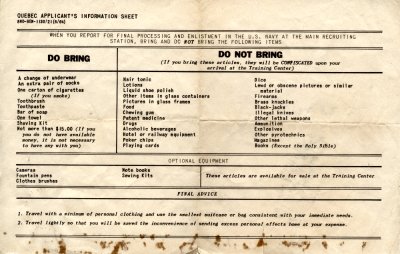 QUEBEC APPLICANT'S INFORMATION SHEET
WHEN YOU REPORT FOR FINAL PROCESSING AND ENLISTMENT IN THE U.S. NAVY AT THE MAIN RECRUITING
STATION, BRING AND DO NOT BRING THE FOLLOWING ITEMS
DO BRING
A change of underwear
An extra pair of socks
One carton of cigarettes
(If you smoke)
Toothbrush
Toothpaste
Bar of soap
One towel
Shaving Kit
Not more than $15.00 (If you
do not have available
money, it is not necessary
to have any with you)
DO NOT BRING
(If you bring these articles, they will be CONFISCATED upon your
arrival at the Training Center)
Hair tonic
Lotions
Liquid shoe polish
Other items in glass containers
Pictures in glass frames
Food
Chewing gum
Patent medicine
Drugs
Alcoholic beverages
Hotel or railway equipment
Poker chips
Playing cards
Dice
Lewd or obscene pictures or similar
material
Firearms
Brass knuckles
Black-jacks
Illegal knives
Other lethal weapons
Ammunition
Explosives
Other pyrotechnics
Magazines
Books (Except the Holy Bible)
OPTIONAL EQUIPMENT
Cameras
Fountain pens
Clothes brushes
Note books
Sewing Kits
These articles are available for sale at the Training Center
FINAL ADVICE
1. Travel with a minimum of personal clothing and use the smallest suitcase or bag consistent with your immediate needs.
2. Travel lightly so that you will be saved the inconvenience of sending excess personal effects home at your expense.